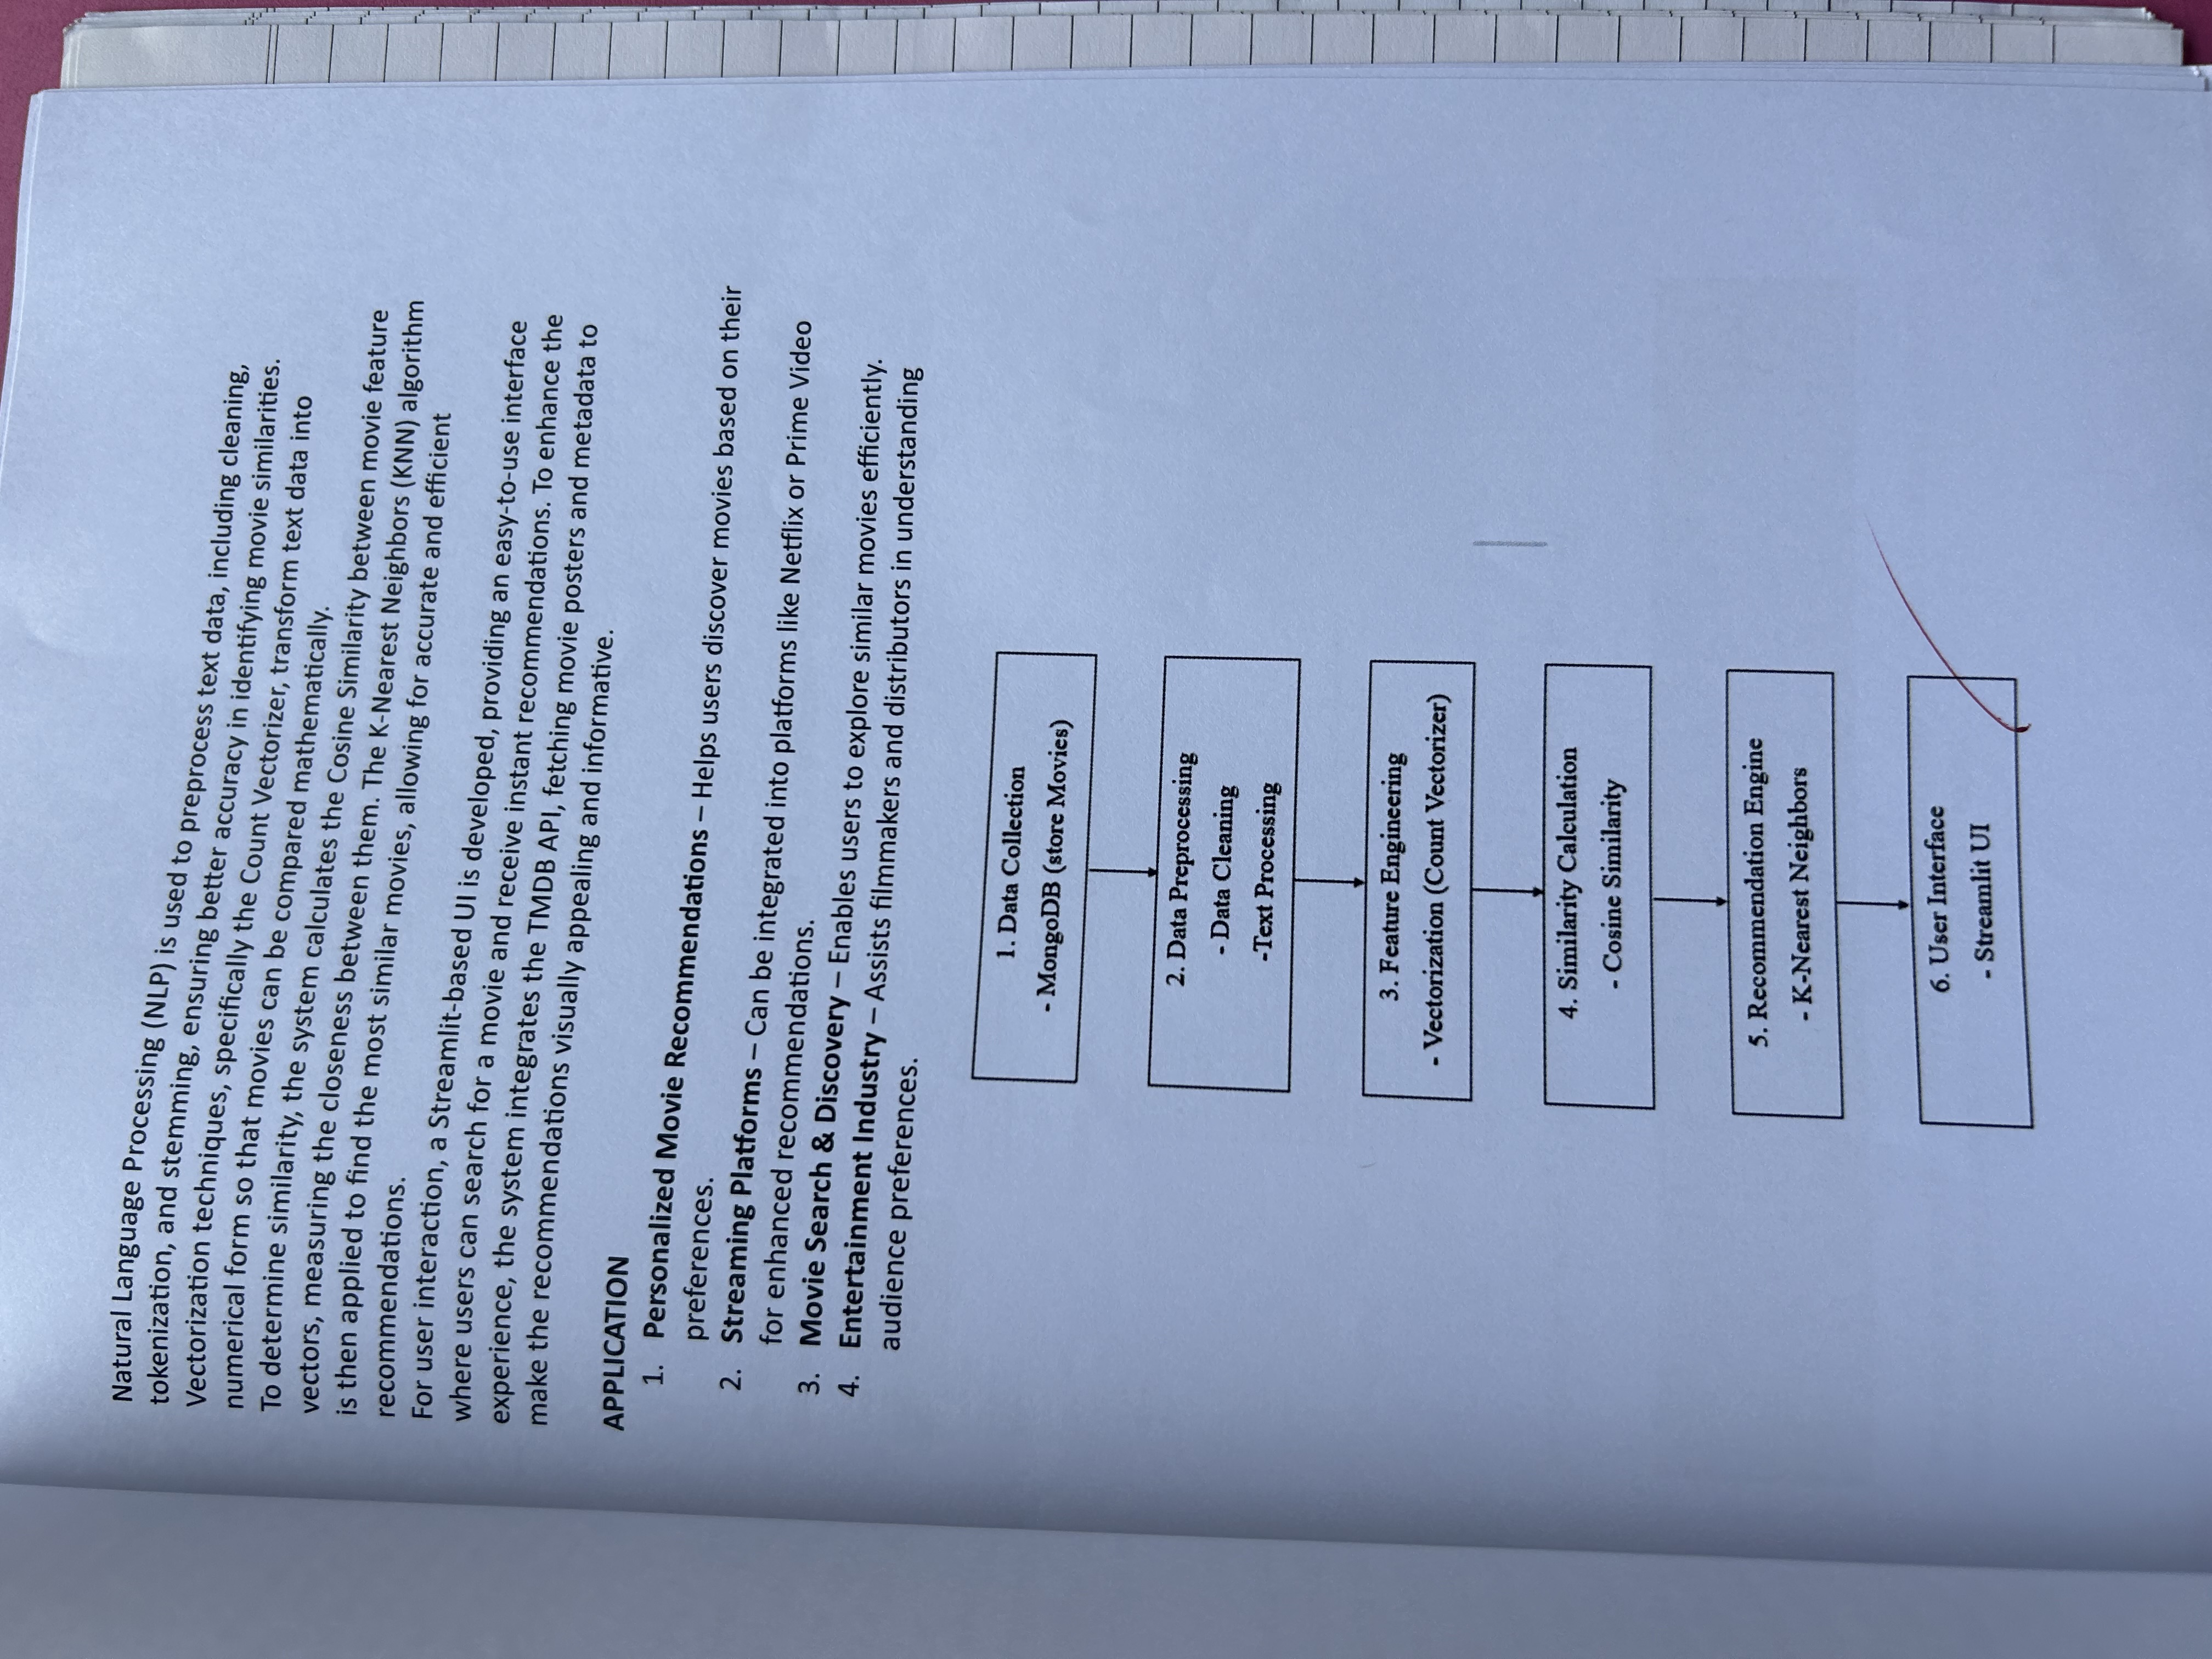 Natural Language Processing (NLP) is used to preprocess text data, including cleaning,
tokenization, and stemming, ensuring better accuracy in identifying movie similarities.
Vectorization techniques, specifically the Count Vectorizer, transform text data into
numerical form so that movies can be compared mathematically.
To determine similarity, the system calculates the Cosine Similarity between movie feature
vectors, measuring the closeness between them. The K-Nearest Neighbors (KNN) algorithm
is then applied to find the most similar movies, allowing for accurate and efficient
recommendations.
For user interaction, a Streamlit-based UI is developed, providing an easy-to-use interface
where users can search for a movie and receive instant recommendations. To enhance the
experience, the system integrates the TMDB API, fetching movie posters and metadata to
make the recommendations visually appealing and informative.
APPLICATION
1. Personalized Movie Recommendations – Helps users discover movies based on their
preferences.
2. Streaming Platforms – Can be integrated into platforms like Netflix or Prime Video
for enhanced recommendations.
3. Movie Search & Discovery – Enables users to explore similar movies efficiently.
4. Entertainment Industry – Assists filmmakers and distributors in understanding
audience preferences.
1. Data Collection
- MongoDB (store Movies)
2. Data Preprocessing
- Data Cleaning
-Text Processing
3. Feature Engineering
- Vectorization (Count Vectorizer)
4. Similarity Calculation
- Cosine Similarity
5. Recommendation Engine
- K-Nearest Neighbors
6. User Interface
- Streamlit UI